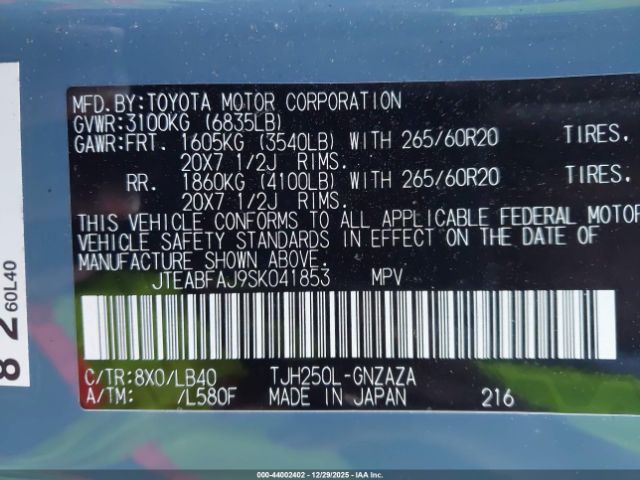 MFD.BY:TOYOTA MOTOR CORPORATION
GVWR:3100KG (6835LB)
GAWR:FRT. 1605KG (3540LB) WITH 265/60R20 TIRES.
20X7 1/2J RIMS.
RR. 1860KG (4100LB) WITH 265/60R20 TIRES.
20X7 1/2J RIMS.
THIS VEHICLE CONFORMS TO ALL APPLICABLE FEDERAL MOTOR
VEHICLE SAFETY STANDARDS IN EFFECT ON THE DATE OF
MANUFACTURE SHOWN ABOVE.
JTEABFAJ9SK041853 MPV
C/TR:8X0/LB40 TJH250L-GNZAZA
A/TM: /L580F MADE IN JAPAN 216
8 2 60L40
000-44002402 | 12/29/2025 | IAA Inc.